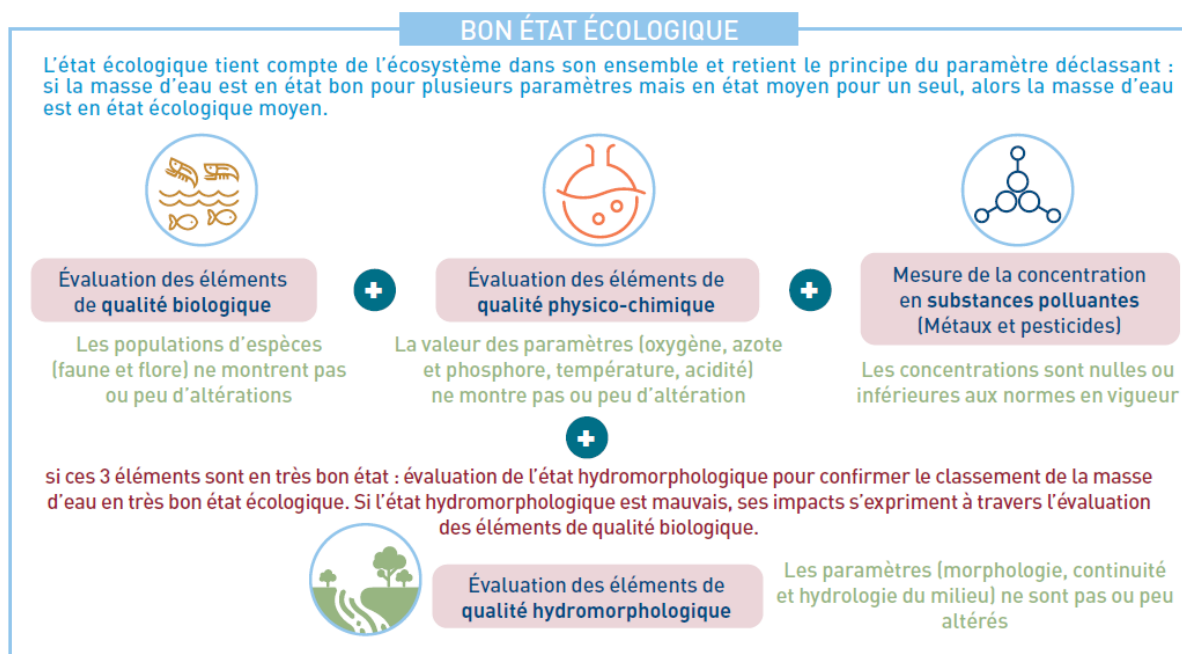 BON ÉTAT ÉCOLOGIQUE
L’état écologique tient compte de l’écosystème dans son ensemble et retient le principe du paramètre déclassant :
si la masse d’eau est en état bon pour plusieurs paramètres mais en état moyen pour un seul, alors la masse d’eau
est en état écologique moyen.
Évaluation des éléments
de qualité biologique
+
Évaluation des éléments de
qualité physico-chimique
+
Mesure de la concentration
en substances polluantes
(Métaux et pesticides)
Les populations d’espèces
(faune et flore) ne montrent pas
ou peu d’altérations
La valeur des paramètres (oxygène, azote
et phosphore, température, acidité)
ne montre pas ou peu d’altération
Les concentrations sont nulles ou
inférieures aux normes en vigueur
+
si ces 3 éléments sont en très bon état : évaluation de l’état hydromorphologique pour confirmer le classement de la masse
d’eau en très bon état écologique. Si l’état hydromorphologique est mauvais, ses impacts s’expriment à travers l’évaluation
des éléments de qualité biologique.
Évaluation des éléments de
qualité hydromorphologique
Les paramètres (morphologie, continuité
et hydrologie du milieu) ne sont pas ou peu
altérés